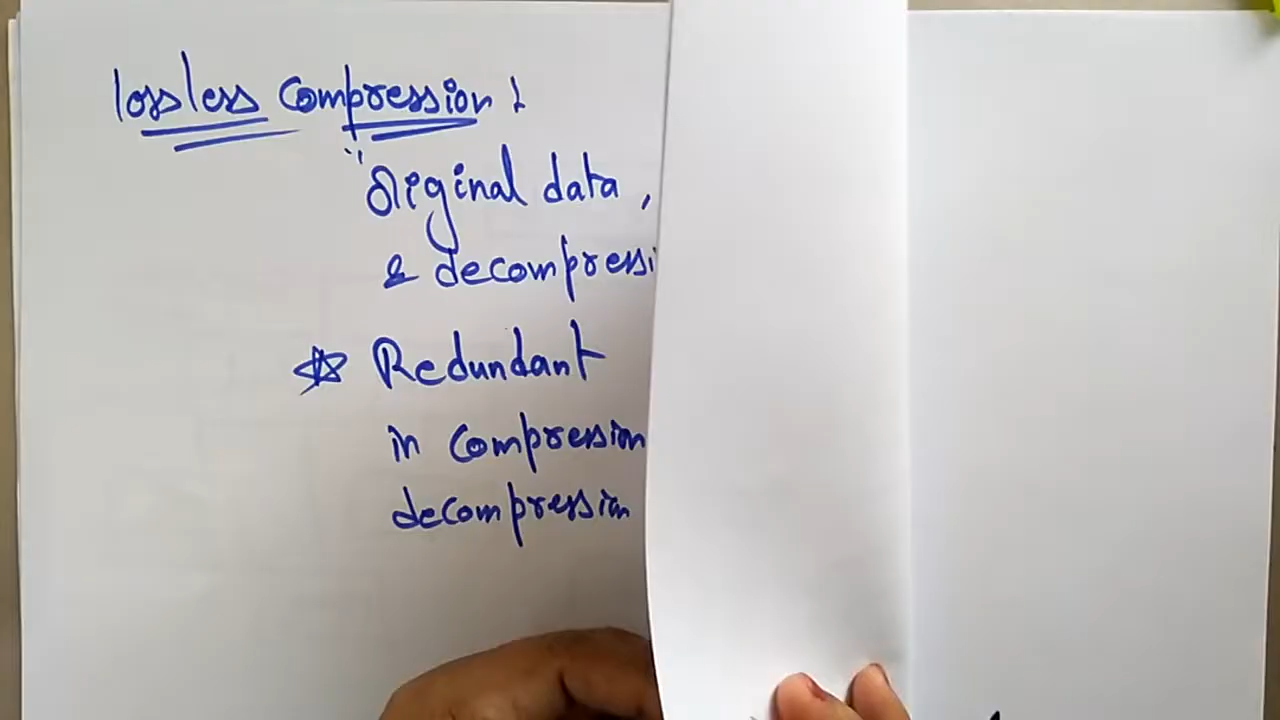 lossless compression :
"original data,
& decompressi
☆ Redundant
in compression
decompression